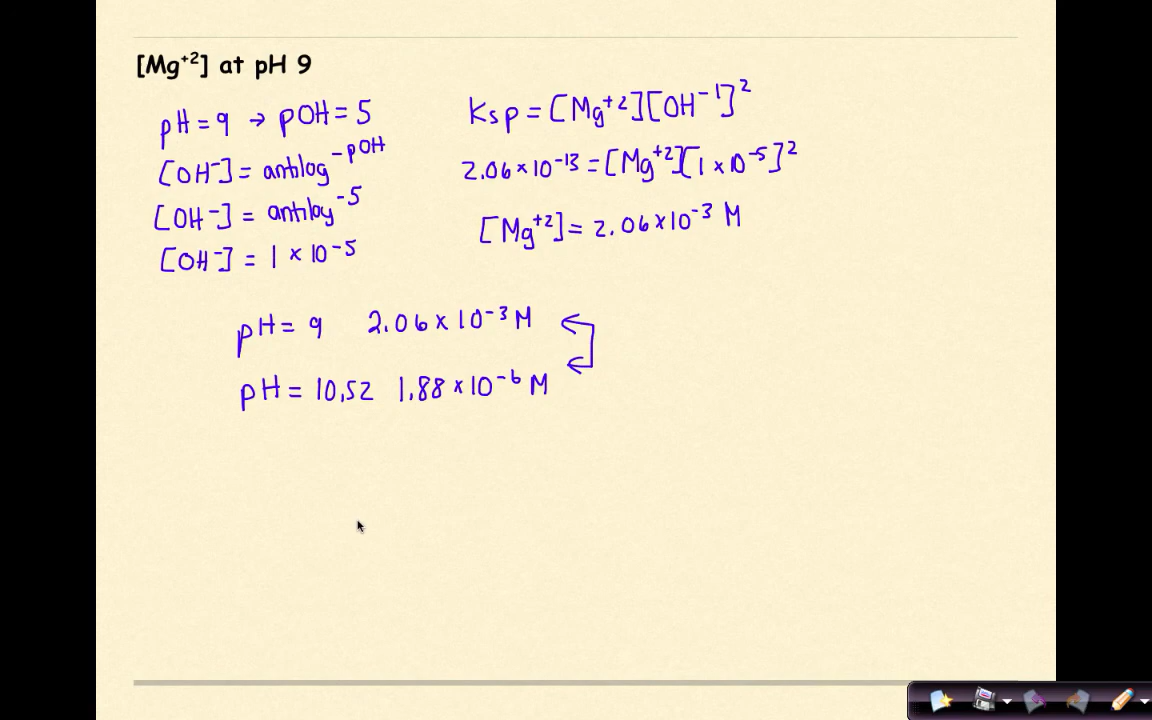 [Mg⁺²] at pH 9
pH = 9 → pOH = 5
[OH⁻] = antilog^-pOH
[OH⁻] = antilog^-5
[OH⁻] = 1 × 10⁻⁵
Ksp = [Mg⁺²][OH⁻¹]²
2.06 × 10⁻¹³ = [Mg⁺²][1 × 10⁻⁵]²
[Mg⁺²] = 2.06 × 10⁻³ M
pH = 9 2.06 × 10⁻³ M
pH = 10.52 1.88 × 10⁻⁶ M